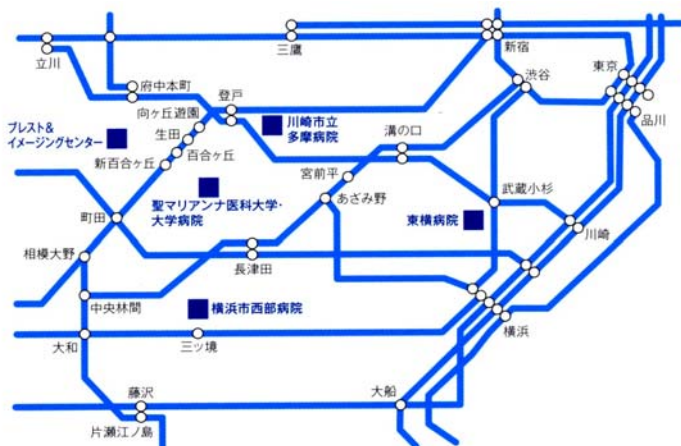 立川
三鷹
新宿
府中本町
登戸
渋谷
東京
向ヶ丘遊園
生田
百合ヶ丘
新百合ヶ丘
ブレスト&
イメージングセンター
川崎市立
多摩病院
溝の口
品川
宮前平
あざみ野
武蔵小杉
聖マリアンナ医科大学・
大学病院
町田
東横病院
川崎
相模大野
長津田
中央林間
横浜市西部病院
横浜
大和
三ツ境
藤沢
大船
片瀬江ノ島